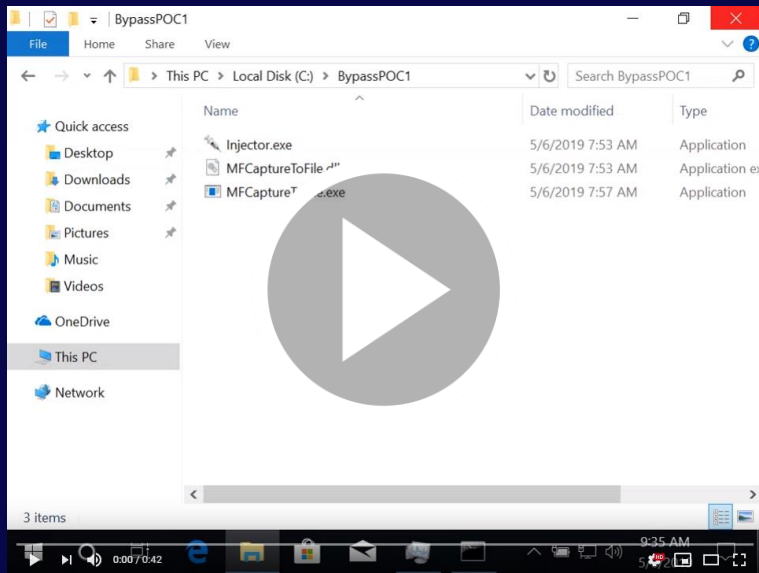 BypassPOC1
File Home Share View
This PC > Local Disk (C:) > BypassPOC1
Search BypassPOC1
Name Date modified Type
Quick access
Desktop
Downloads
Documents
Pictures
Music
Videos
OneDrive
This PC
Network
Injector.exe 5/6/2019 7:53 AM Application
MFCaptureToFile 5/6/2019 7:53 AM Application
5/6/2019 7:57 AM Application
3 items
0:00 / 0:42
9:35 AM
HD